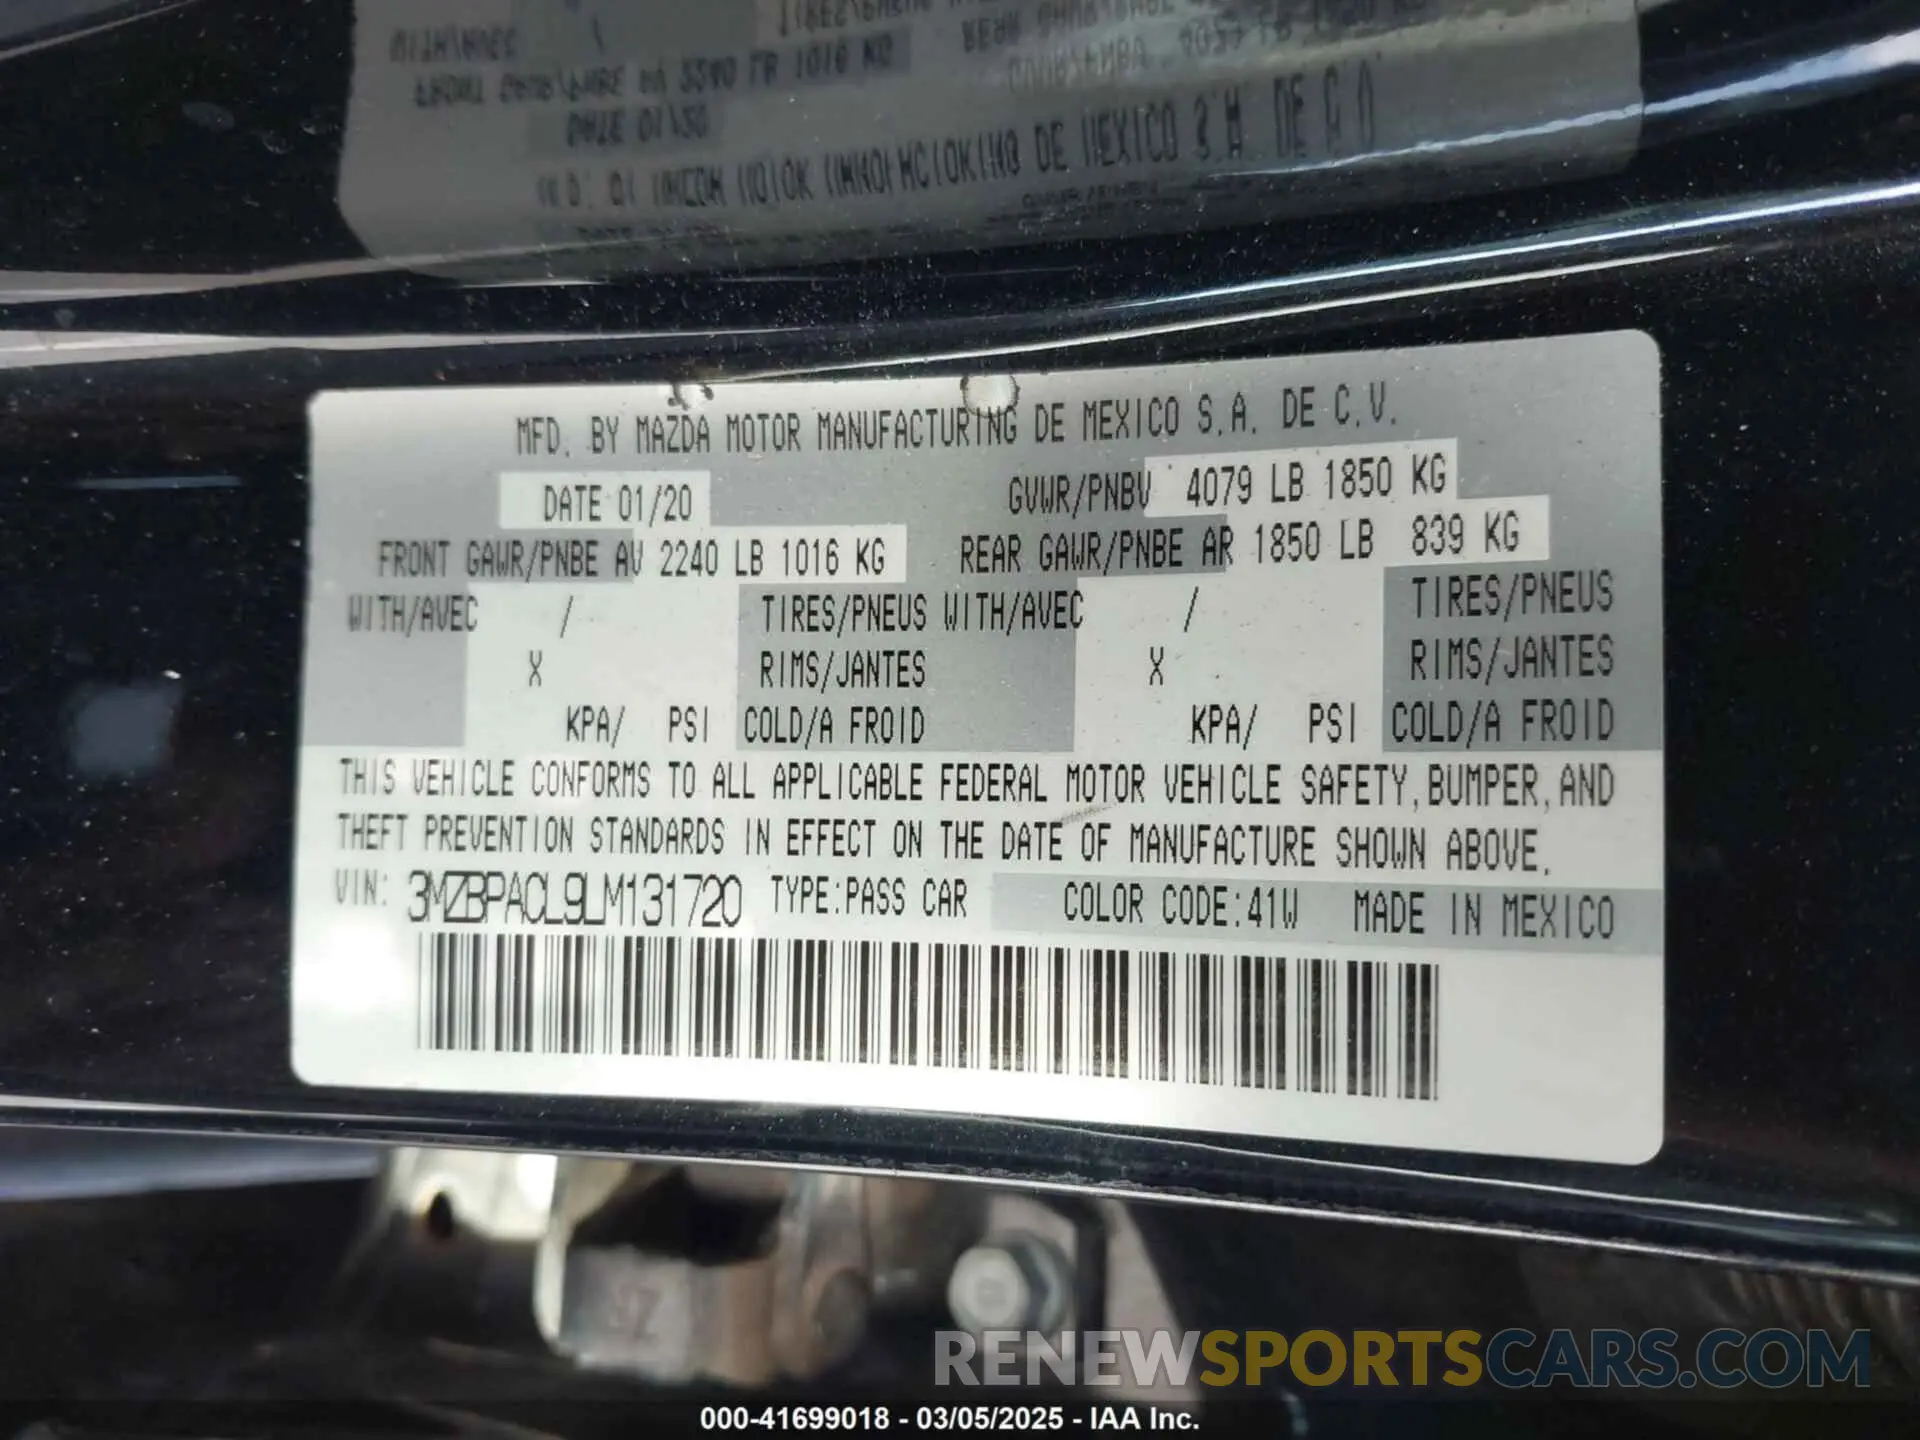 MFD. BY MAZDA MOTOR MANUFACTURING DE MEXICO S.A. DE C.V.
DATE 01/20 GVWR/PNBV 4079 LB 1850 KG
FRONT GAWR/PNBE AV 2240 LB 1016 KG REAR GAWR/PNBE AR 1850 LB 839 KG
WITH/AVEC / TIRES/PNEUS WITH/AVEC / TIRES/PNEUS
X RIMS/JANTES X RIMS/JANTES
KPA/ PSI COLD/A FROID KPA/ PSI COLD/A FROID
THIS VEHICLE CONFORMS TO ALL APPLICABLE FEDERAL MOTOR VEHICLE SAFETY, BUMPER, AND
THEFT PREVENTION STANDARDS IN EFFECT ON THE DATE OF MANUFACTURE SHOWN ABOVE.
VIN: 3MZBPACL9LM131720 TYPE:PASS CAR COLOR CODE:41W MADE IN MEXICO
RENEWSPORTSCARS.COM
000-41699018 - 03/05/2025 - IAA Inc.